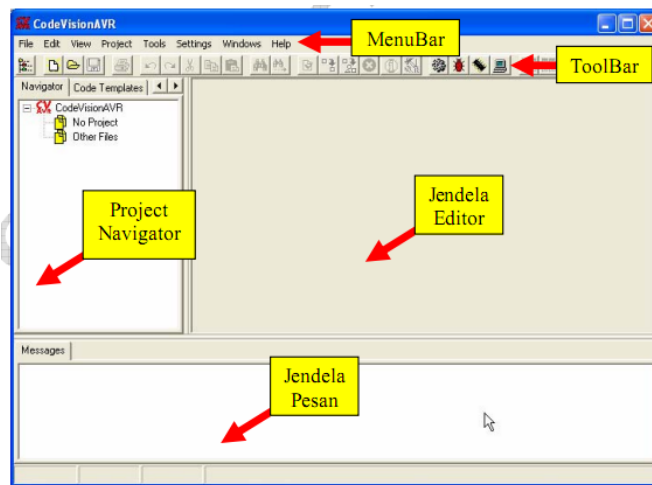 CodeVisionAVR
File Edit View Project Tools Settings Windows Help
MenuBar
ToolBar
Navigator Code Templates
CodeVisionAVR
No Project
Other Files
Project
Navigator
Jendela
Editor
Messages
Jendela
Pesan